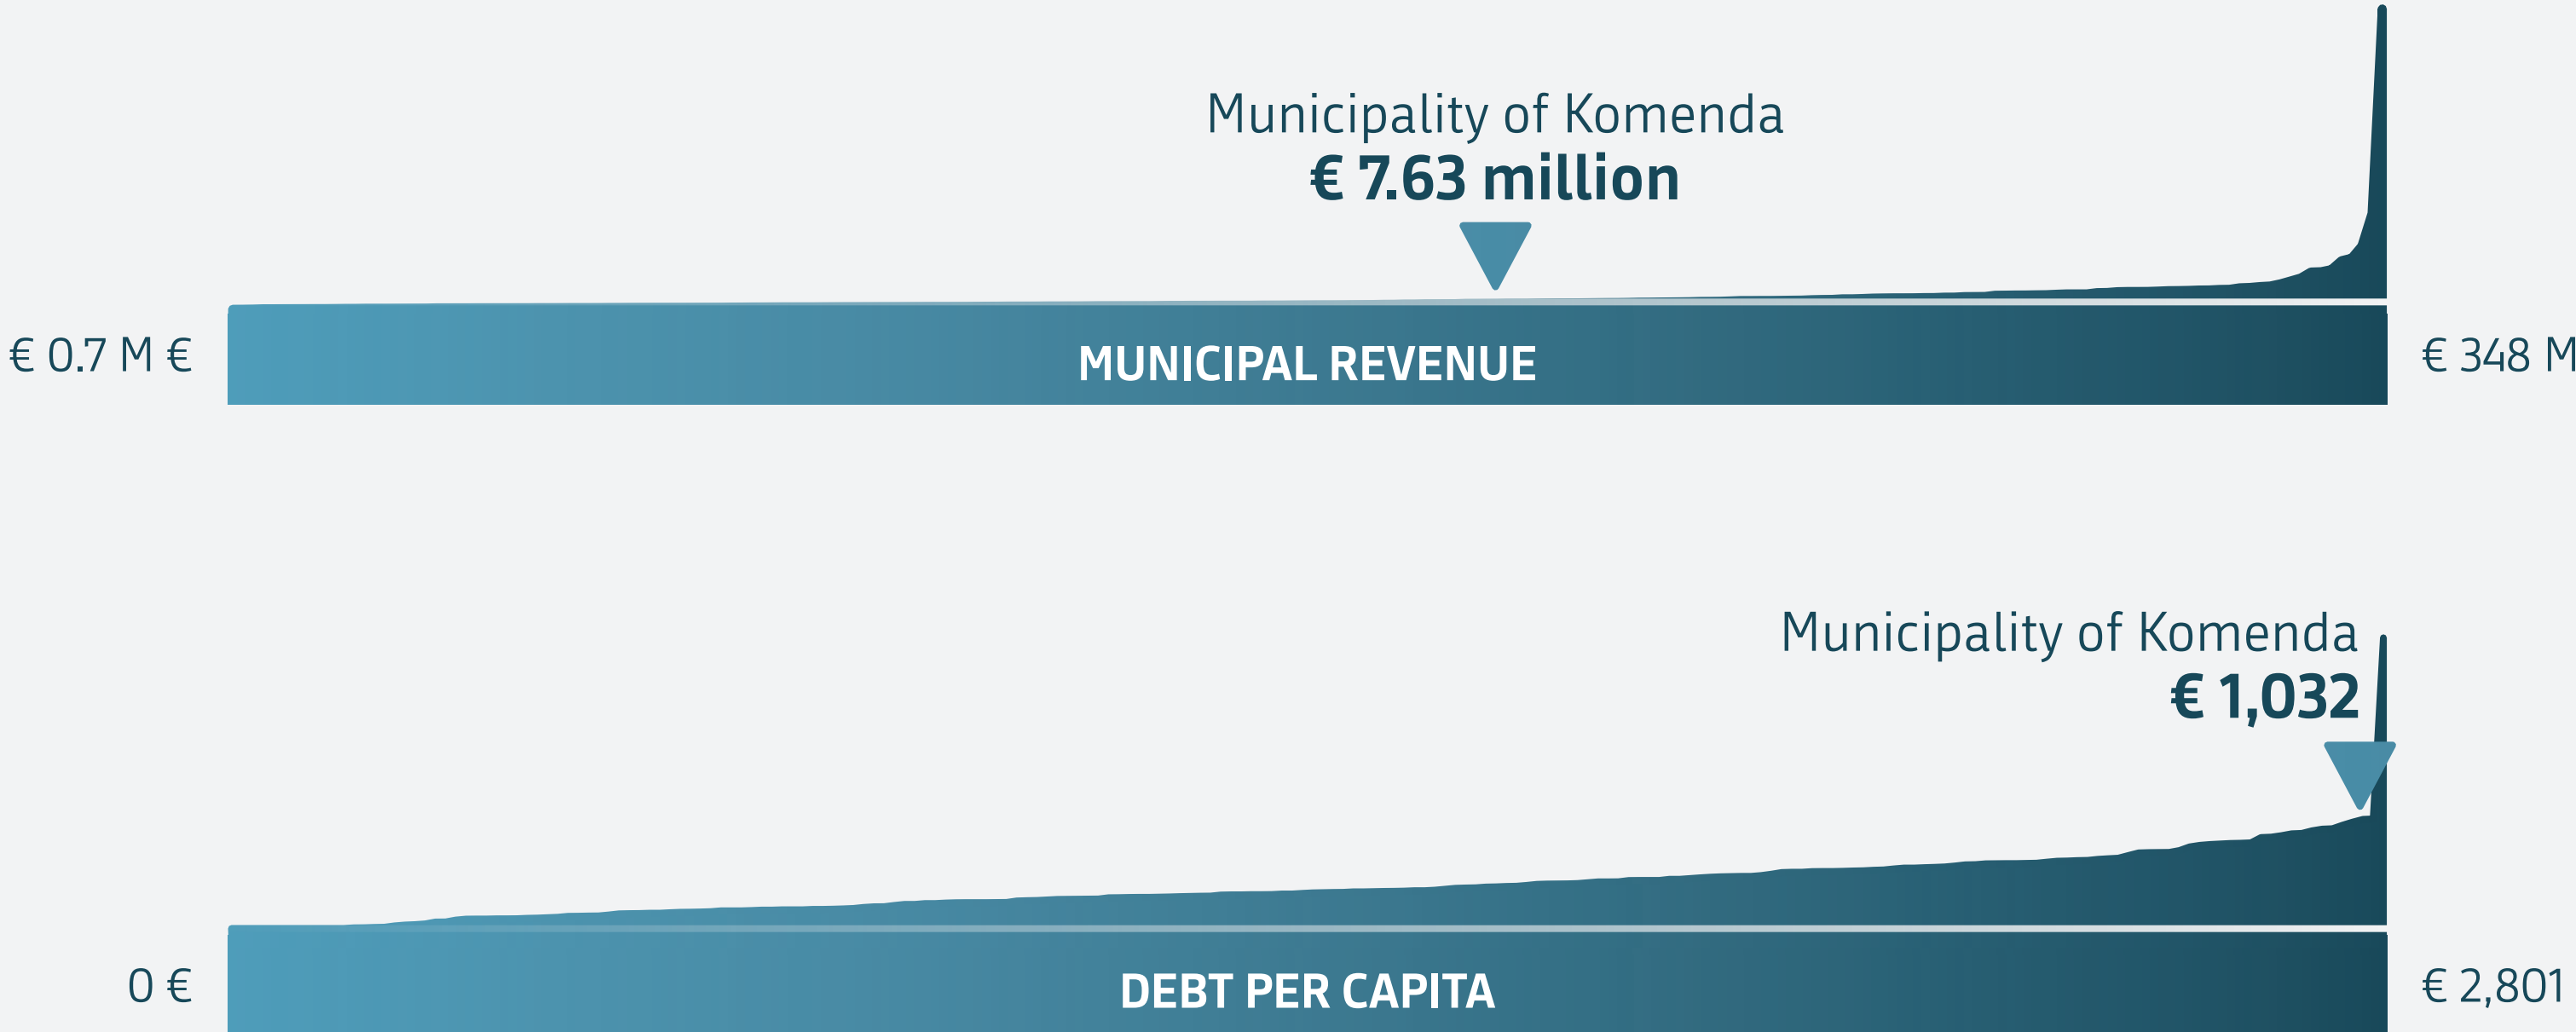 Municipality of Komenda
€ 7.63 million
€ 0.7 M €
MUNICIPAL REVENUE
€ 348 M
Municipality of Komenda
€ 1,032
0 €
DEBT PER CAPITA
€ 2,801